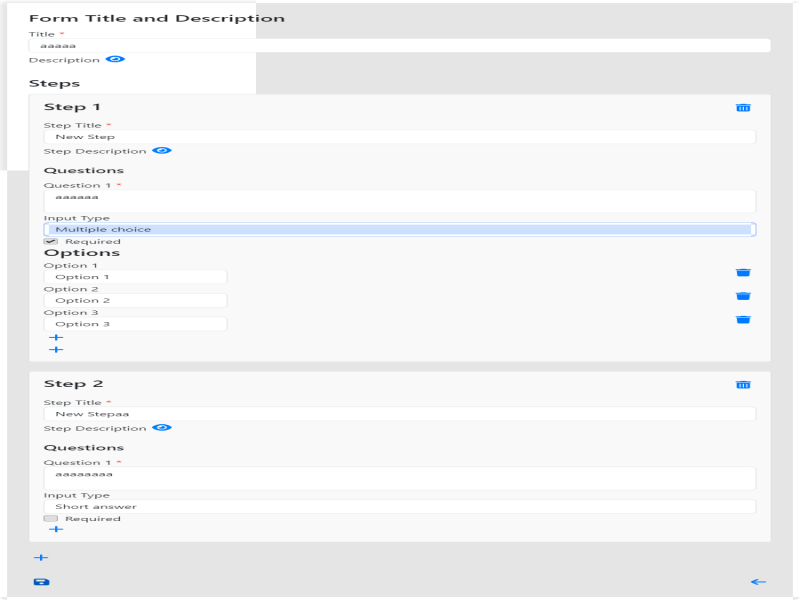 Form Title and Description
Title *
aaaaa
Description
Steps
Step 1
Step Title *
New Step
Step Description
Questions
Question 1 *
aaaaaa
Input Type
Multiple choice
Required
Options
Option 1
Option 1
Option 2
Option 2
Option 3
Option 3
Step 2
Step Title *
New Stepaa
Step Description
Questions
Question 1 *
aaaaaaaa
Input Type
Short answer
Required